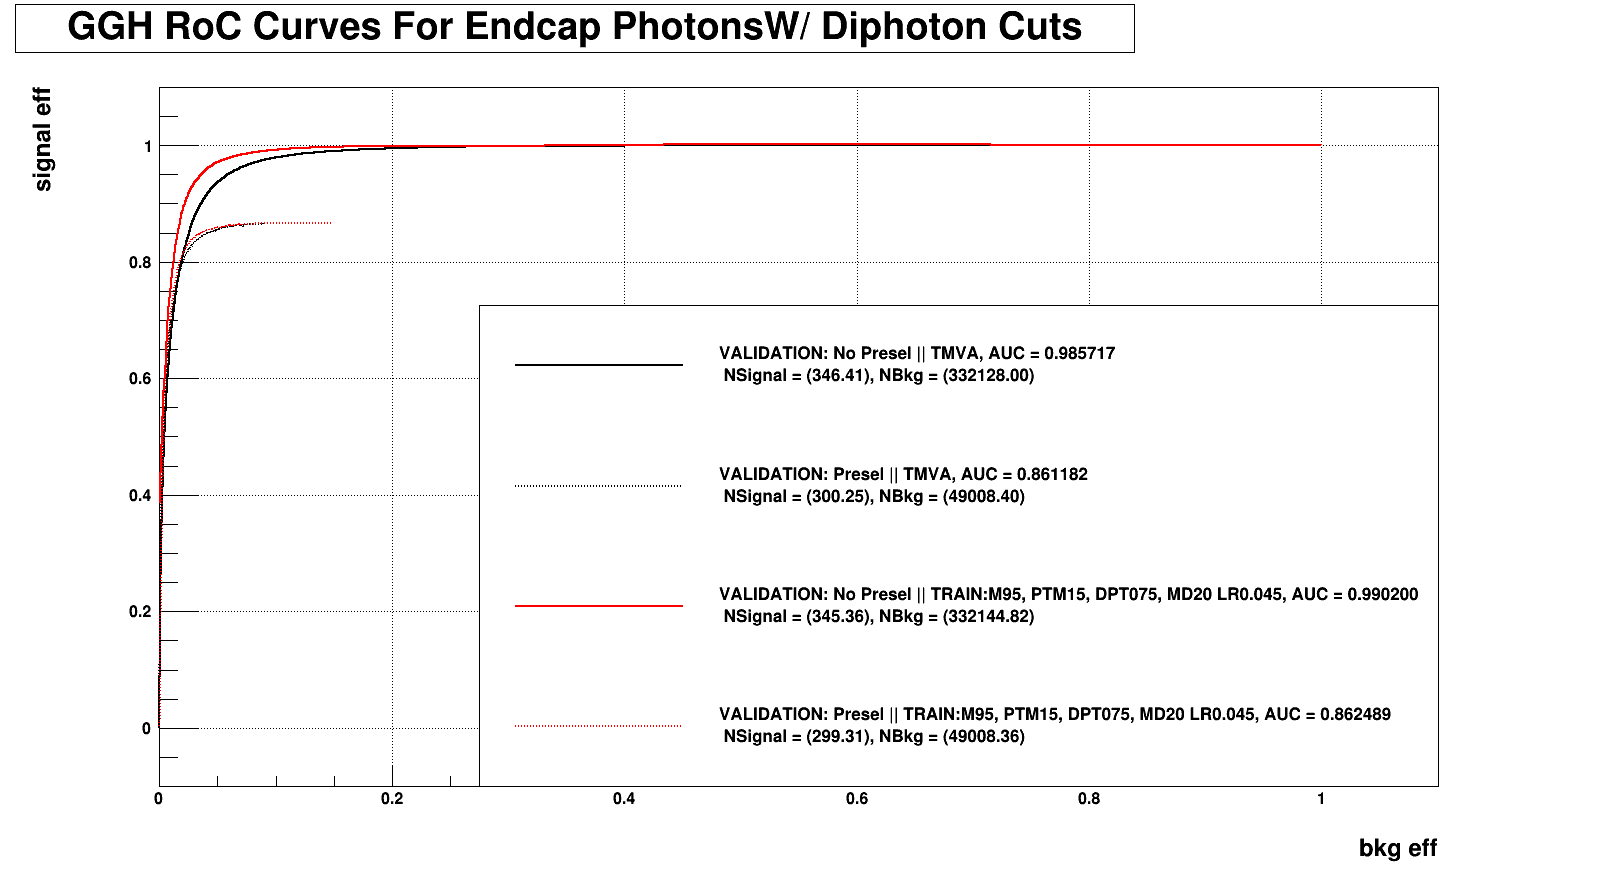 GGH RoC Curves For Endcap PhotonsW/ Diphoton Cuts
signal eff
1
0.8
0.6
0.4
0.2
0
VALIDATION: No Presel || TMVA, AUC = 0.985717
NSignal = (346.41), NBkg = (332128.00)
VALIDATION: Presel || TMVA, AUC = 0.861182
NSignal = (300.25), NBkg = (49008.40)
VALIDATION: No Presel || TRAIN:M95, PTM15, DPT075, MD20 LR0.045, AUC = 0.990200
NSignal = (345.36), NBkg = (332144.82)
VALIDATION: Presel || TRAIN:M95, PTM15, DPT075, MD20 LR0.045, AUC = 0.862489
NSignal = (299.31), NBkg = (49008.36)
0 0.2 0.4 0.6 0.8 1
bkg eff